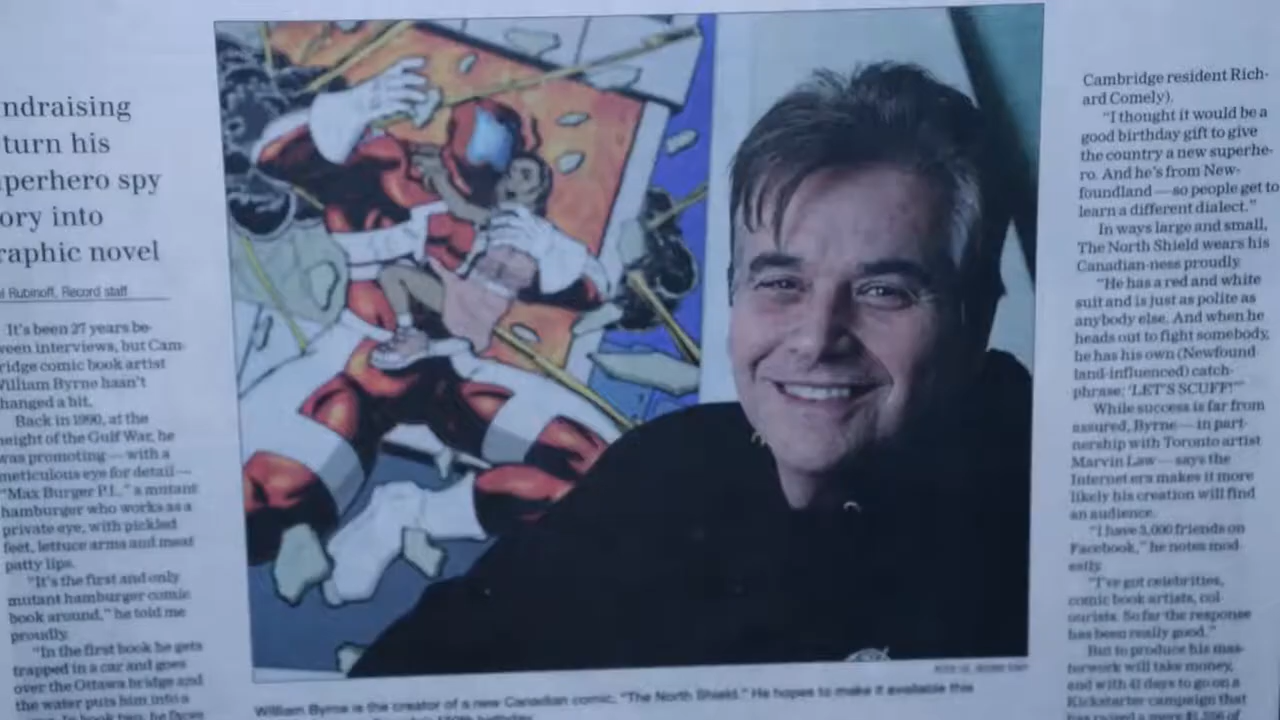 ndraising
turn his
perhero spy
ory into
raphic novel
el Rubinoff, Record staff
It's been 27 years be-
ween interviews, but Cam-
ridge comic book artist
William Byrne hasn't
hanged a bit.
Back in 1990, at the
height of the Gulf War, he
was promoting — with a
meticulous eye for detail —
"Max Burger P.I.," a mutant
hamburger who works as a
private eye, with pickled
feet, lettuce arms and meat
patty lips.
"It's the first and only
mutant hamburger comic
book around," he told me
proudly.
"In the first book he gets
trapped in a car and goes
over the Ottawa bridge and
the water puts him into a
In book two, he faces
William Byrne is the creator of a new Canadian comic, "The North Shield." He hopes to make it available this
birthday.
Cambridge resident Rich-
ard Comely).
"I thought it would be a
good birthday gift to give
the country a new superhe-
ro. And he's from New-
foundland — so people get to
learn a different dialect."
In ways large and small,
The North Shield wears his
Canadian-ness proudly.
"He has a red and white
suit and is just as polite as
anybody else. And when he
heads out to fight somebody,
he has his own (Newfound
land-influenced) catch-
phrase: 'LET'S SCUFF!'"
While success is far from
assured, Byrne — in part-
nership with Toronto artist
Marvin Law — says the
Internet era makes it more
likely his creation will find
an audience.
"I have 3,000 friends on
Facebook," he notes mod-
estly.
"I've got celebrities,
comic book artists, col-
ourists. So far the response
has been really good."
But to produce his mas-
terwork will take money,
and with 41 days to go on a
Kickstarter campaign that